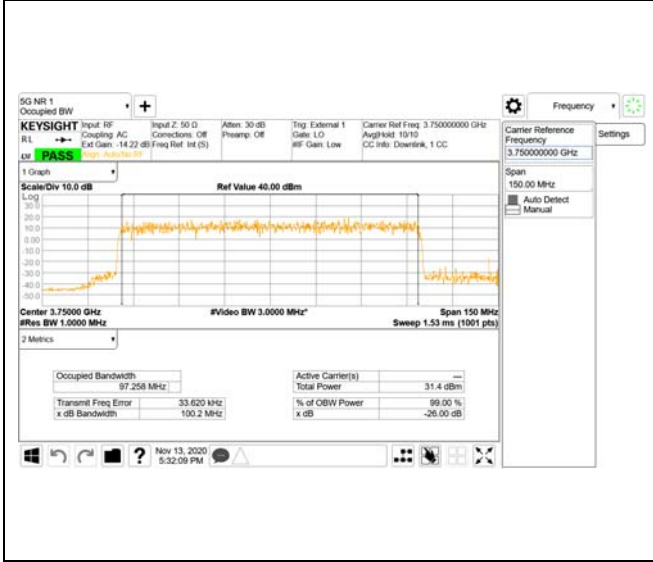 5G NR 1
Occupied BW
Frequency
KEYSIGHT
R L
PASS
Input: RF
Coupling: AC
Ext Gain: -14.22 dB
Align: Auto/No RF
Input Z: 50 Ω
Corrections: Off
Freq Ref: Int (S)
Atten: 30 dB
Preamp: Off
Trig: External 1
Gate: LO
#IF Gain: Low
Carrier Ref Freq: 3.750000000 GHz
Avg|Hold: 10/10
CC Info: Downlink, 1 CC
Carrier Reference
Frequency
3.750000000 GHz
Settings
Span
150.00 MHz
Auto Detect
Manual
1 Graph
Scale/Div 10.0 dB
Ref Value 40.00 dBm
Log
30.0
20.0
10.0
0.00
-10.0
-20.0
-30.0
-40.0
-50.0
Center 3.75000 GHz
#Video BW 3.0000 MHz*
Span 150 MHz
#Res BW 1.0000 MHz
Sweep 1.53 ms (1001 pts)
2 Metrics
Occupied Bandwidth
97.258 MHz
Active Carrier(s)
---
Total Power
31.4 dBm
Transmit Freq Error
33.620 kHz
% of OBW Power
99.00 %
x dB Bandwidth
100.2 MHz
x dB
-26.00 dB
?
Nov 13, 2020
5:32:09 PM